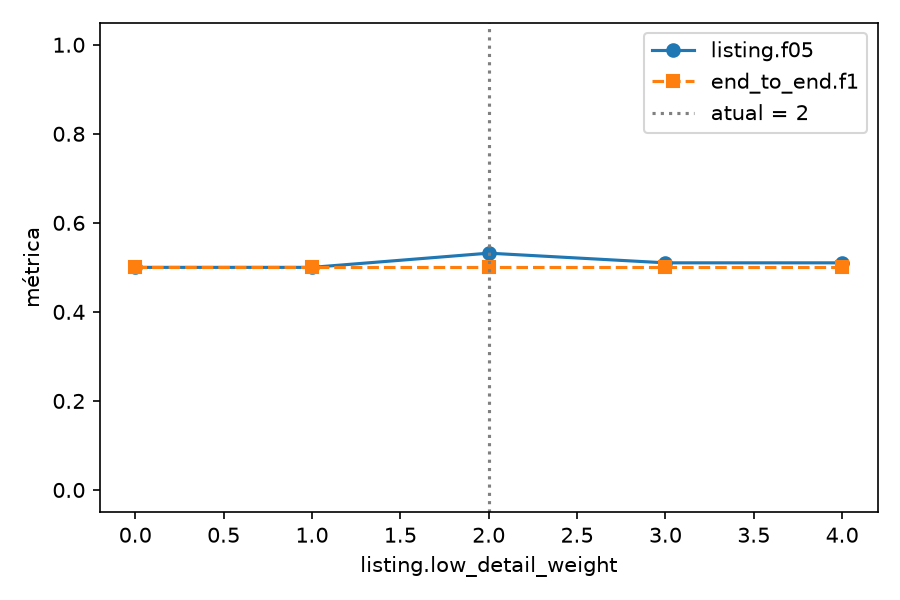 1.0
0.8
0.6
0.4
0.2
0.0
métrica
listing.f05
end_to_end.f1
atual = 2
0.0 0.5 1.0 1.5 2.0 2.5 3.0 3.5 4.0
listing.low_detail_weight